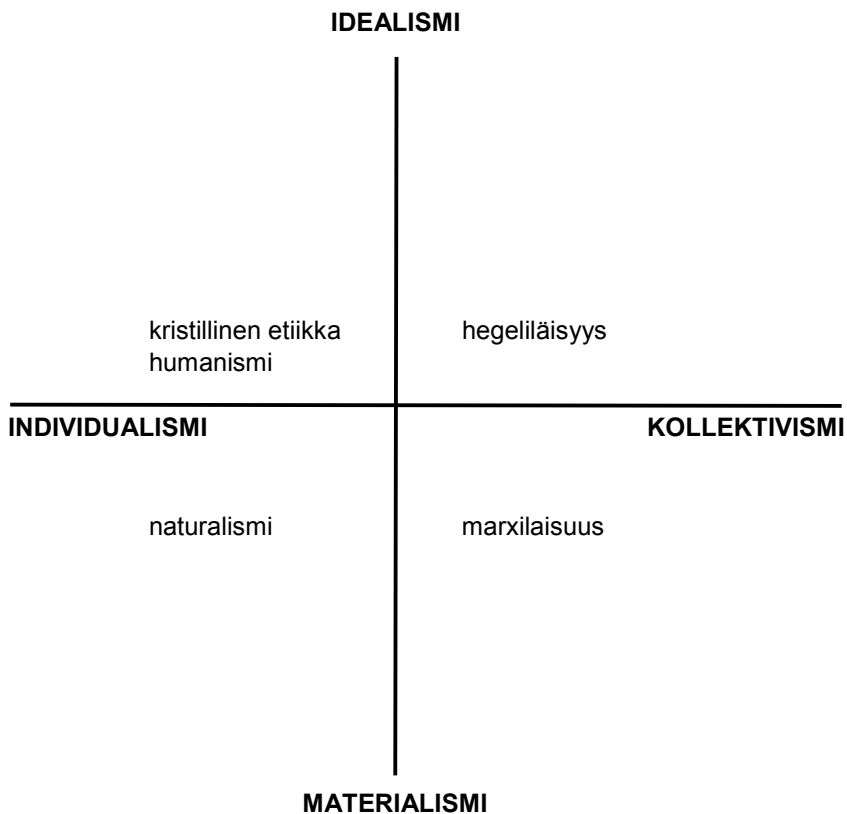 IDEALISMI
kristillinen etiikka
humanismi
hegeliläisyys
INDIVIDUALISMI
KOLLEKTIVISMI
naturalismi
marxilaisuus
MATERIALISMI